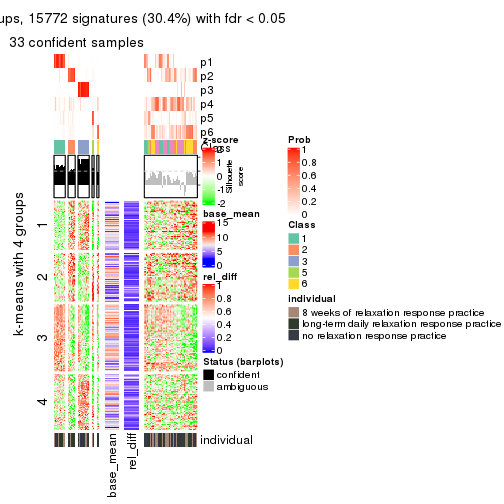 ups, 15772 signatures (30.4%) with fdr < 0.05
33 confident samples
p1
p2
p3
p4
p5
p6
Class
Silhouette
score
k-means with 4 groups
1
2
3
4
individual
base_mean
rel_diff
z-score
2
1
0
-1
-2
base_mean
15
10
5
0
rel_diff
1
0.8
0.6
0.4
0.2
0
Status (barplots)
confident
ambiguous
Prob
1
0.8
0.6
0.4
0.2
0
Class
1
2
3
5
6
individual
8 weeks of relaxation response practice
long-term daily relaxation response practice
no relaxation response practice